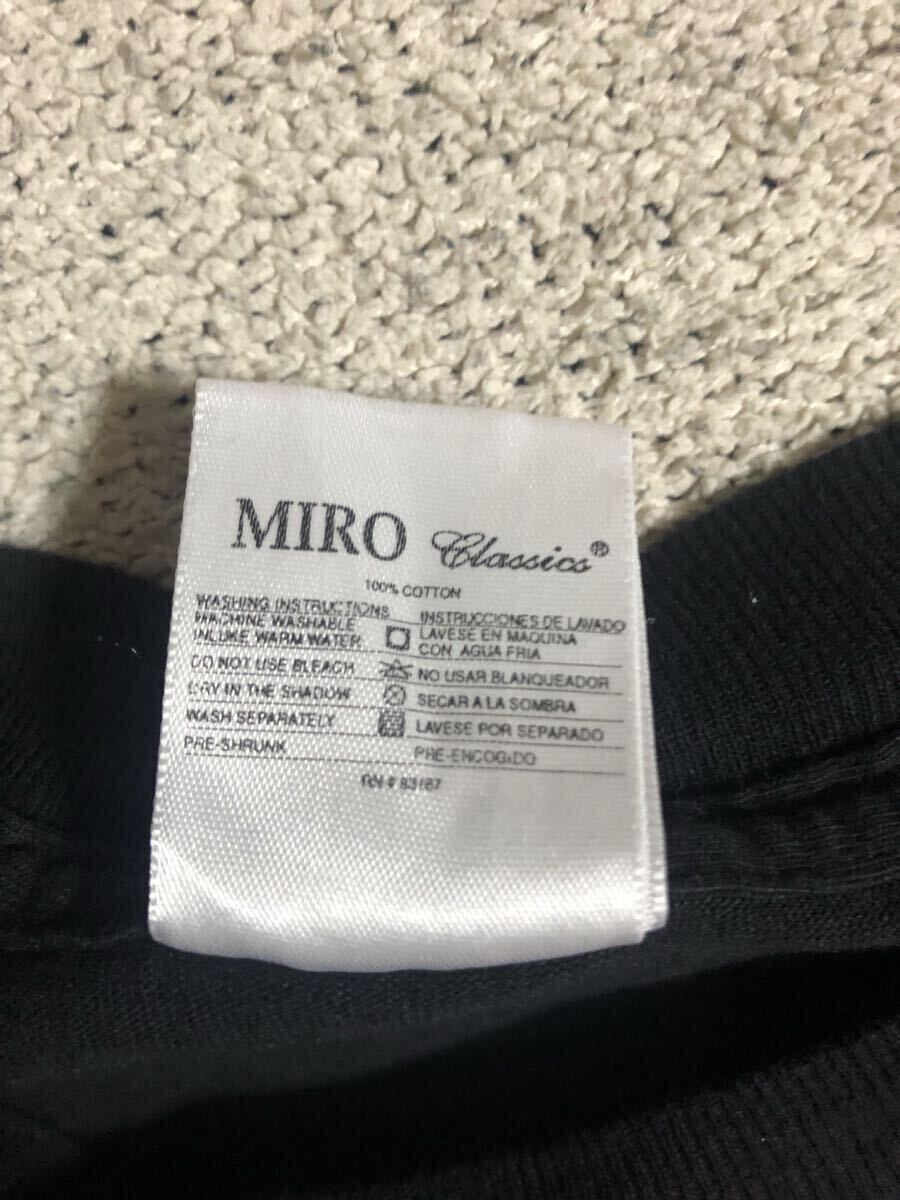 MIRO Classics®
100% COTTON
WASHING INSTRUCTIONS INSTRUCCIONES DE LAVADO
MACHINE WASHABLE LAVESE EN MAQUINA
IN LUKE WARM WATER CON AGUA FRIA
DO NOT USE BLEACH NO USAR BLANQUEADOR
DRY IN THE SHADOW SECAR A LA SOMBRA
WASH SEPARATELY LAVESE POR SEPARADO
PRE-SHRUNK PRE-ENCOGIDO
RN # 93187